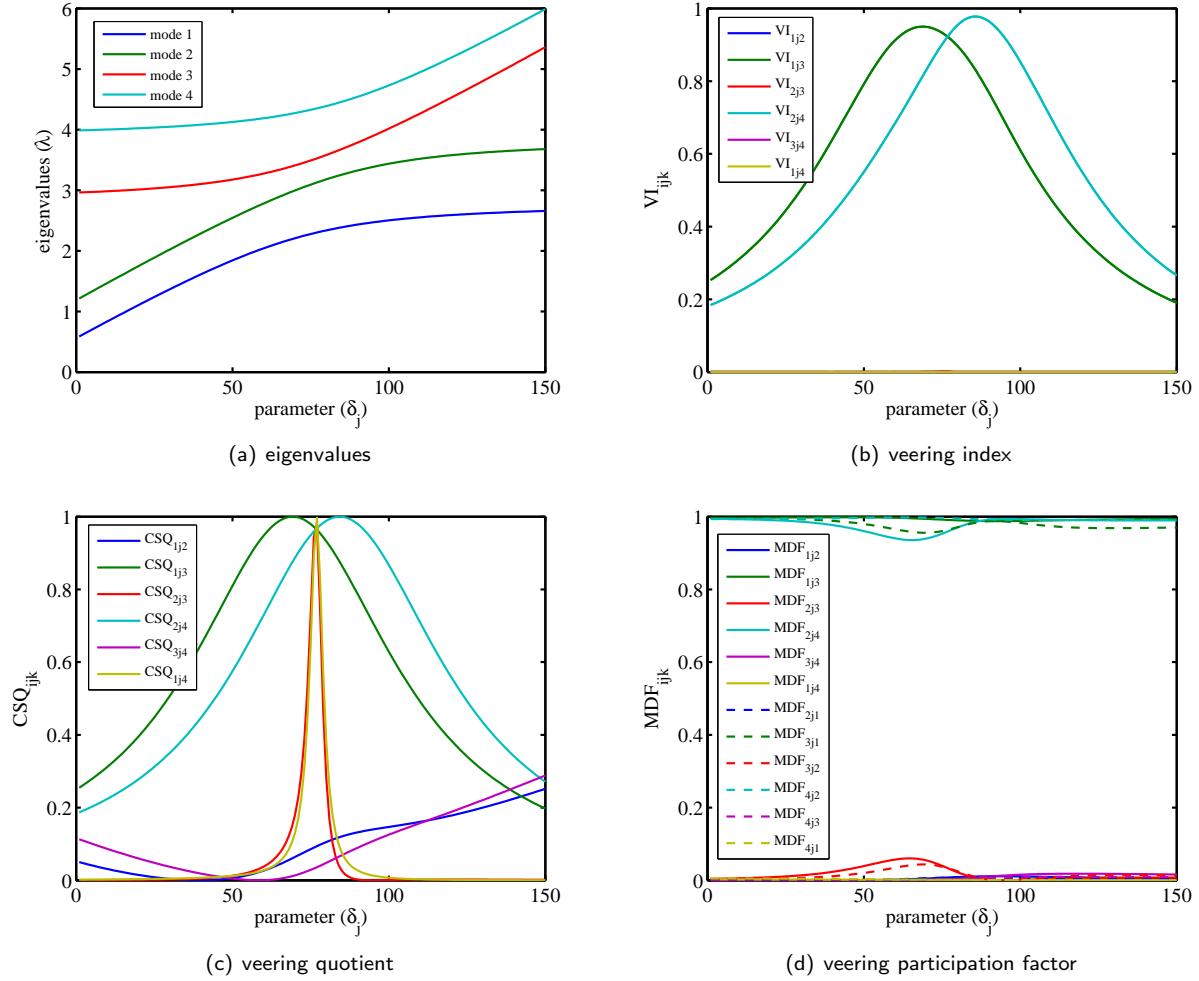 6
5
4
3
2
1
0
eigenvalues (λ)
mode 1
mode 2
mode 3
mode 4
0
50
100
150
parameter (δj)
(a) eigenvalues
1
0.8
0.6
0.4
0.2
0
VIijk
VI1j2
VI1j3
VI2j3
VI2j4
VI3j4
VI1j4
0
50
100
150
parameter (δj)
(b) veering index
1
0.8
0.6
0.4
0.2
0
CSQijk
CSQ1j2
CSQ1j3
CSQ2j3
CSQ2j4
CSQ3j4
CSQ1j4
0
50
100
150
parameter (δj)
(c) veering quotient
1
0.8
0.6
0.4
0.2
0
MDFijk
MDF1j2
MDF1j3
MDF2j3
MDF2j4
MDF3j4
MDF1j4
MDF2j1
MDF3j1
MDF3j2
MDF4j2
MDF4j3
MDF4j1
0
50
100
150
parameter (δj)
(d) veering participation factor